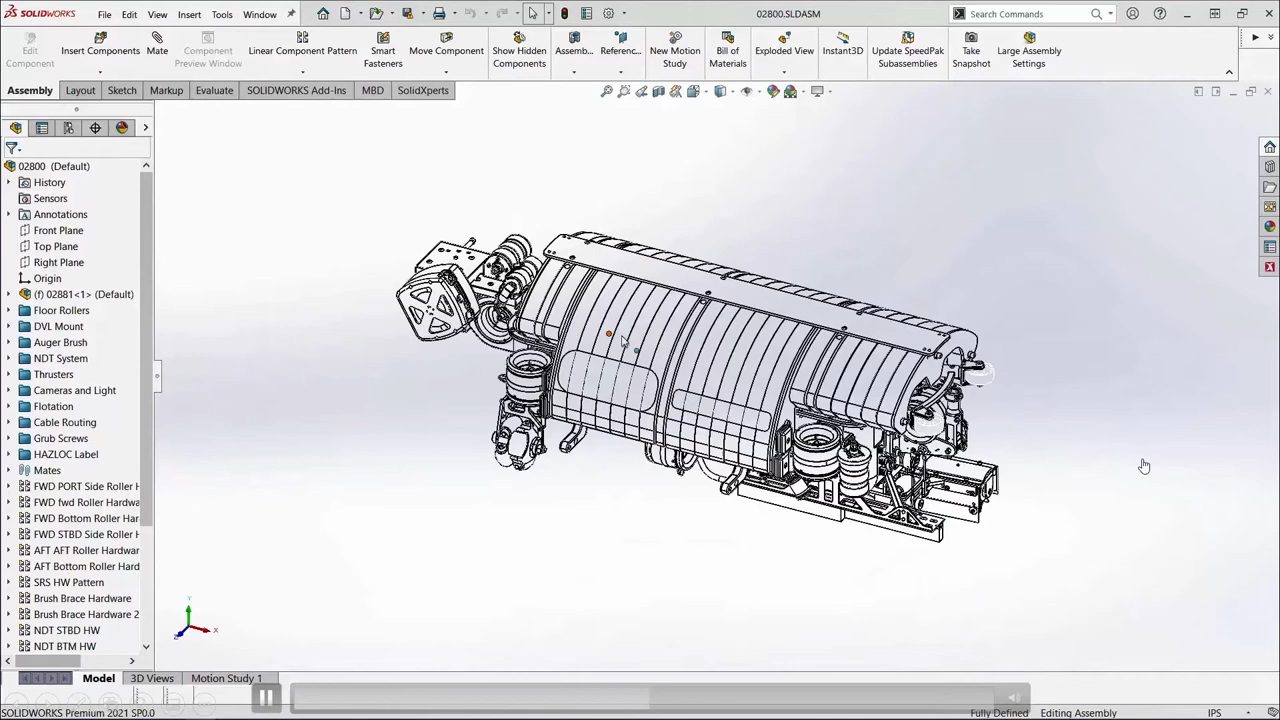 SOLIDWORKS File Edit View Insert Tools Window 02800.SLDASM Search Commands
Edit Component Insert Components Mate Component Preview Window Linear Component Pattern Smart Fasteners Move Component Show Hidden Components Assemb... Referenc... New Motion Study Bill of Materials Exploded View Instant3D Update SpeedPak Subassemblies Take Snapshot Large Assembly Settings
Assembly Layout Sketch Markup Evaluate SOLIDWORKS Add-Ins MBD SolidXperts
02800 (Default)
History
Sensors
Annotations
Front Plane
Top Plane
Right Plane
Origin
(f) 02881<1> (Default)
Floor Rollers
DVL Mount
Auger Brush
NDT System
Thrusters
Cameras and Light
Flotation
Cable Routing
Grub Screws
HAZLOC Label
Mates
FWD PORT Side Roller H
FWD fwd Roller Hardwa
FWD Bottom Roller Har
FWD STBD Side Roller H
AFT AFT Roller Hardwar
AFT Bottom Roller Hard
SRS HW Pattern
Brush Brace Hardware
Brush Brace Hardware 2
NDT STBD HW
NDT BTM HW
Y
Z X
Model 3D Views Motion Study 1
SOLIDWORKS Premium 2021 SP0.0 Fully Defined Editing Assembly IPS